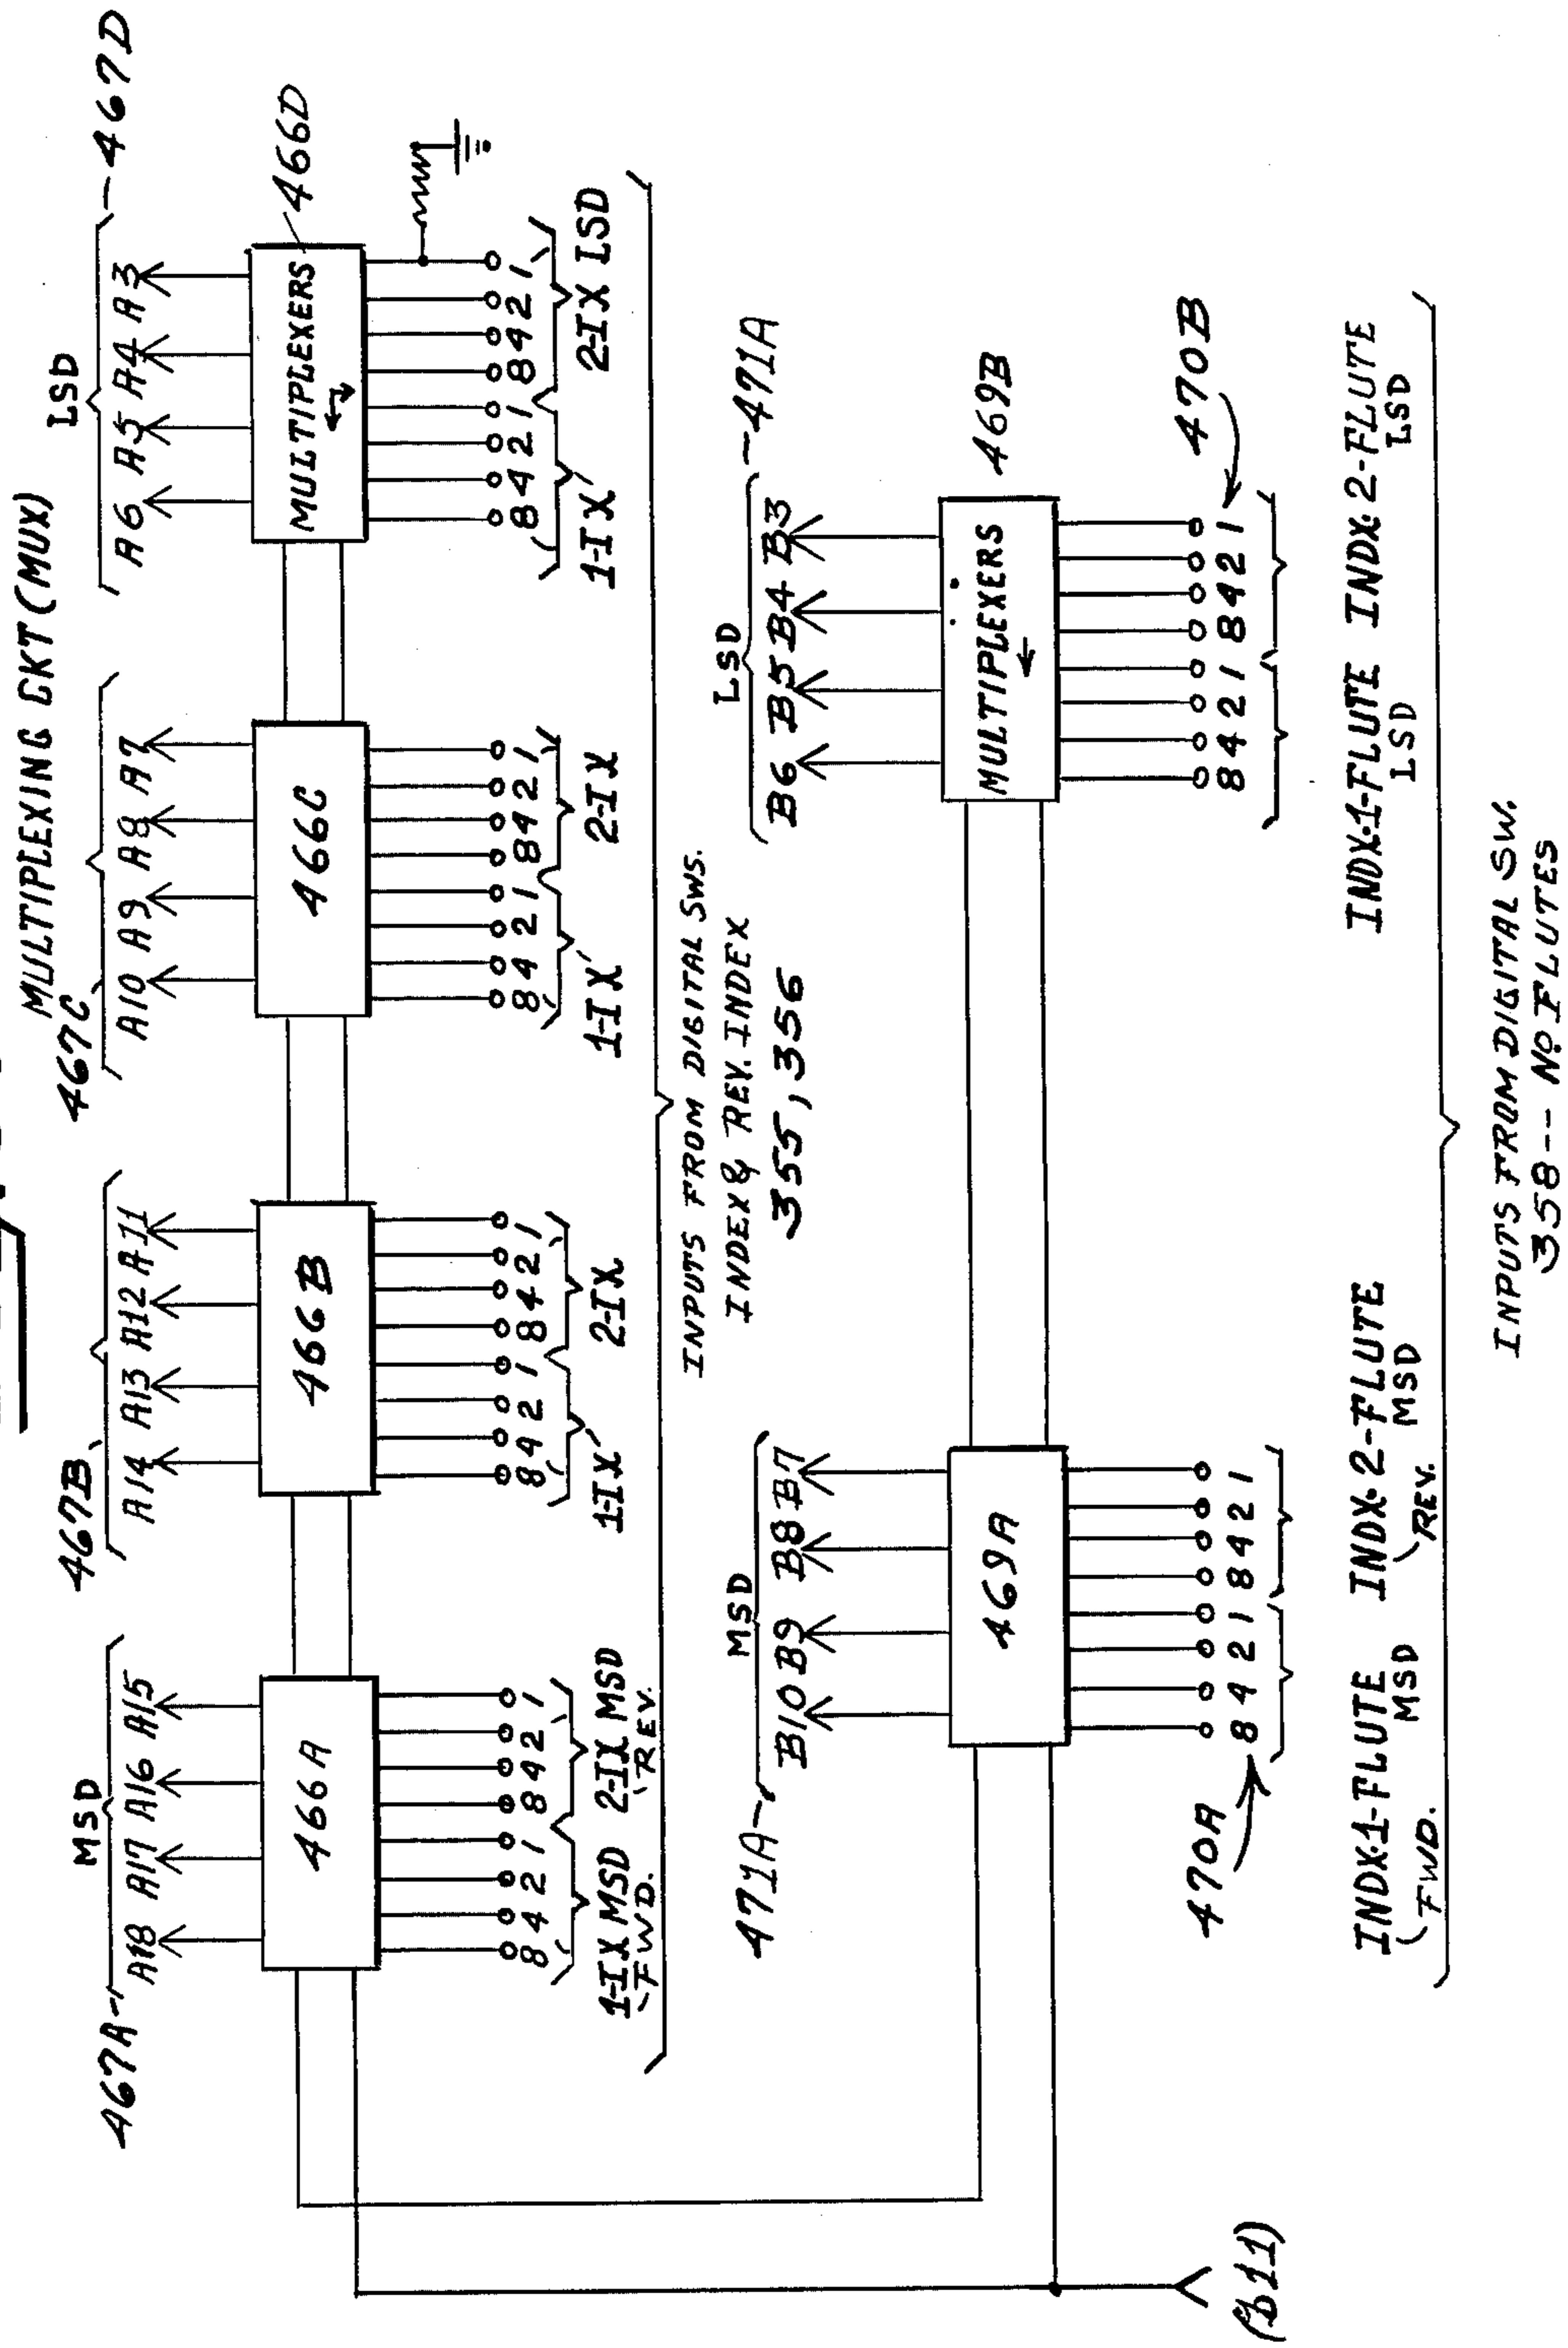 MULTIPLEXING CKT (MUX)
467A MSD 467B 467C LSD 467D
A18 A17 A16 A15 A14 A13 A12 A11 A10 A9 A8 A7 A6 A5 A4 A3
466A 466B 466C MULTIPLEXERS 466D
8 4 2 1 8 4 2 1 8 4 2 1 8 4 2 1 8 4 2 1 8 4 2 1 8 4 2 1 8 4 2 1
1-IX MSD 2-IX MSD 1-IX 2-IX 1-IX 2-IX 1-IX 2-IX LSD
FWD. REV.
INPUTS FROM DIGITAL SWS.
INDEX & REV. INDEX
355, 356
471A MSD LSD 471A
B10 B9 B8 B7 B6 B5 B4 B3
469A MULTIPLEXERS 469B
470A 8 4 2 1 8 4 2 1 8 4 2 1 8 4 2 1 470B
(b11)
INDX.1-FLUTE INDX.2-FLUTE INDX.1-FLUTE INDX.2-FLUTE
MSD MSD LSD LSD
FWD. REV.
INPUTS FROM DIGITAL SW.
358-- NO FLUTES